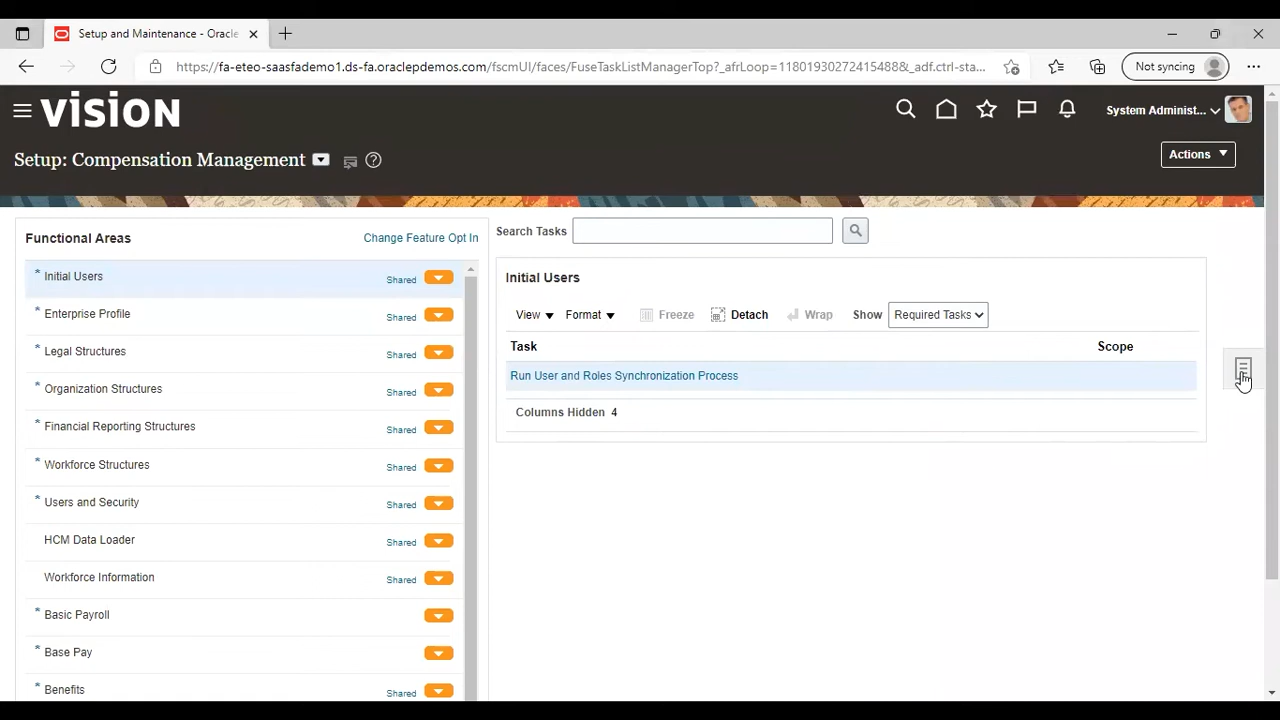 Setup and Maintenance - Oracle
https://fa-eteo-saasfademo1.ds-fa.oraclepdemos.com/fscmUI/faces/FuseTaskListManagerTop?_afrLoop=11801930272415488&_adf.ctrl-sta...
Not syncing
VISION
System Administ...
Setup: Compensation Management
Actions
Functional Areas
Change Feature Opt In
Search Tasks
* Initial Users Shared
* Enterprise Profile Shared
* Legal Structures Shared
* Organization Structures Shared
* Financial Reporting Structures Shared
* Workforce Structures Shared
* Users and Security Shared
HCM Data Loader Shared
Workforce Information Shared
* Basic Payroll
* Base Pay
* Benefits Shared
Initial Users
View Format Freeze Detach Wrap Show Required Tasks
Task Scope
Run User and Roles Synchronization Process
Columns Hidden 4